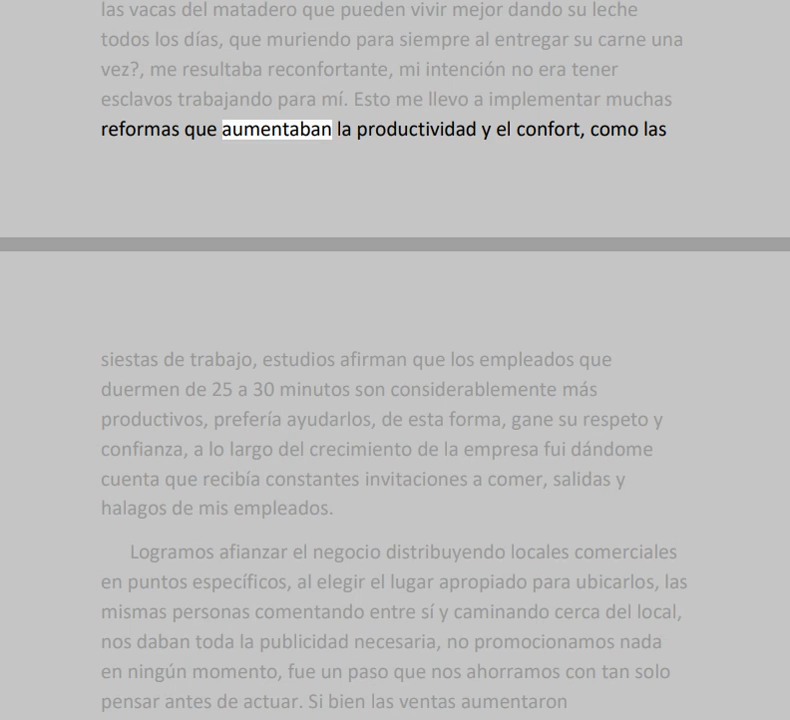 las vacas del matadero que pueden vivir mejor dando su leche
todos los días, que muriendo para siempre al entregar su carne una
vez?, me resultaba reconfortante, mi intención no era tener
esclavos trabajando para mí. Esto me llevo a implementar muchas
reformas que aumentaban la productividad y el confort, como las
siestas de trabajo, estudios afirman que los empleados que
duermen de 25 a 30 minutos son considerablemente más
productivos, prefería ayudarlos, de esta forma, gane su respeto y
confianza, a lo largo del crecimiento de la empresa fui dándome
cuenta que recibía constantes invitaciones a comer, salidas y
halagos de mis empleados.
Logramos afianzar el negocio distribuyendo locales comerciales
en puntos específicos, al elegir el lugar apropiado para ubicarlos, las
mismas personas comentando entre sí y caminando cerca del local,
nos daban toda la publicidad necesaria, no promocionamos nada
en ningún momento, fue un paso que nos ahorramos con tan solo
pensar antes de actuar. Si bien las ventas aumentaron